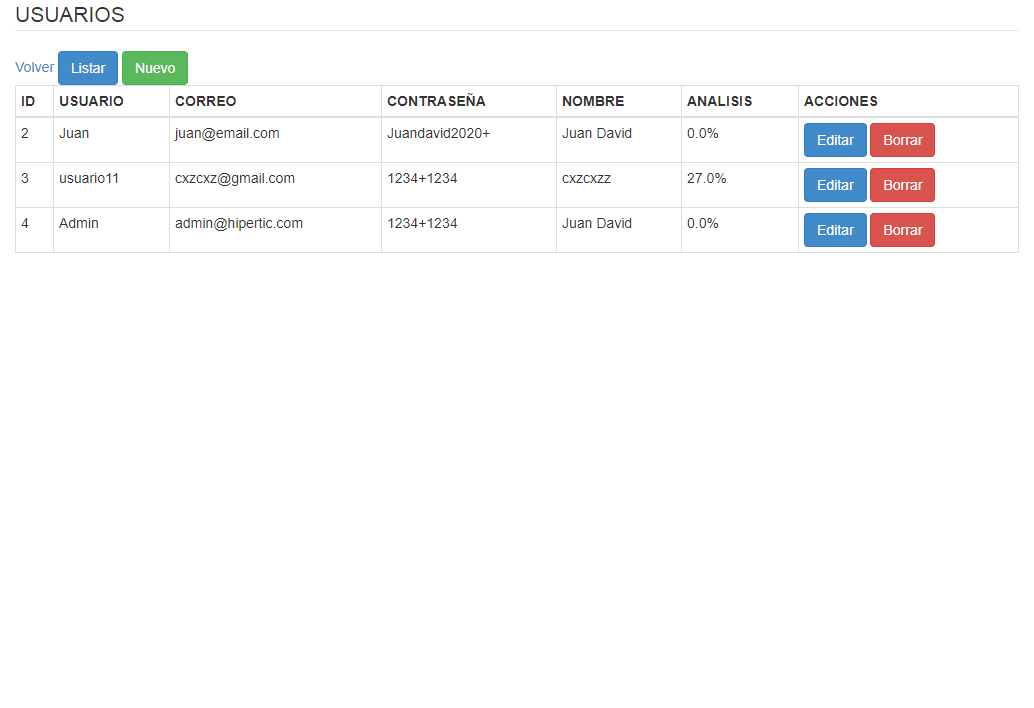 USUARIOS
Volver Listar Nuevo
ID USUARIO CORREO CONTRASEÑA NOMBRE ANALISIS ACCIONES
2 Juan juan@email.com Juandavid2020+ Juan David 0.0% Editar Borrar
3 usuario11 cxzcxz@gmail.com 1234+1234 cxzcxzz 27.0% Editar Borrar
4 Admin admin@hipertic.com 1234+1234 Juan David 0.0% Editar Borrar